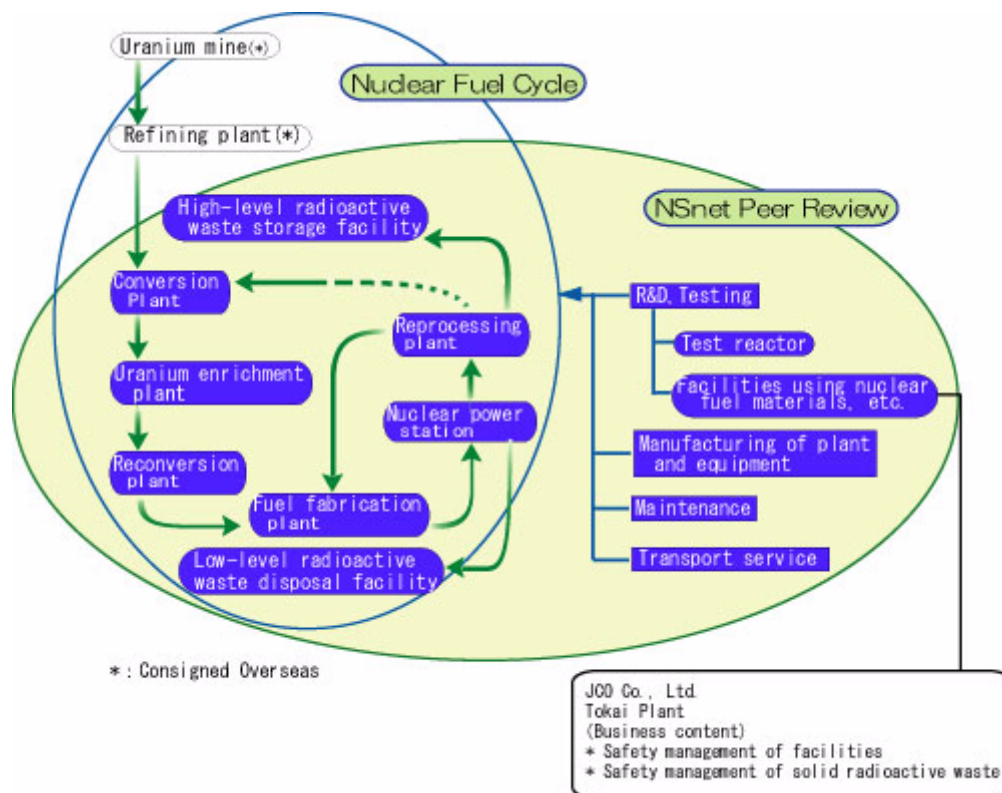 Uranium mine(*)
Nuclear Fuel Cycle
Refining plant(*)
NSnet Peer Review
High-level radioactive
waste storage facility
Conversion
Plant
R&D,Testing
Reprocessing
plant
Test reactor
Uranium enrichment
plant
Facilities using nuclear
fuel materials, etc.
Nuclear power
station
Manufacturing of plant
and equipment
Reconversion
plant
Fuel fabrication
plant
Maintenance
Low-level radioactive
waste disposal facility
Transport service
*:Consigned Overseas
JCO Co., Ltd.
Tokai Plant
(Business content)
* Safety management of facilities
* Safety management of solid radioactive waste